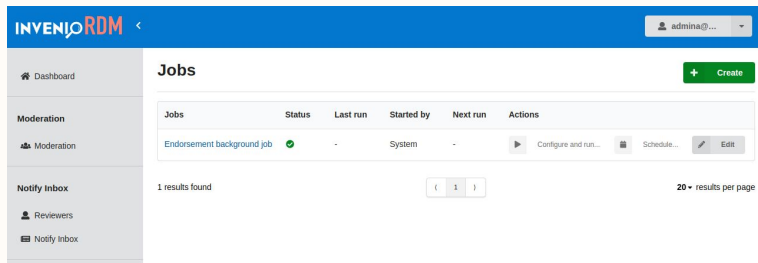 INVENIO RDM
admina@...
Dashboard
Jobs
Create
Moderation
Moderation
Notify Inbox
Reviewers
Notify Inbox
Jobs Status Last run Started by Next run Actions
Endorsement background job - System - Configure and run... Schedule... Edit
1 results found
1
20 results per page